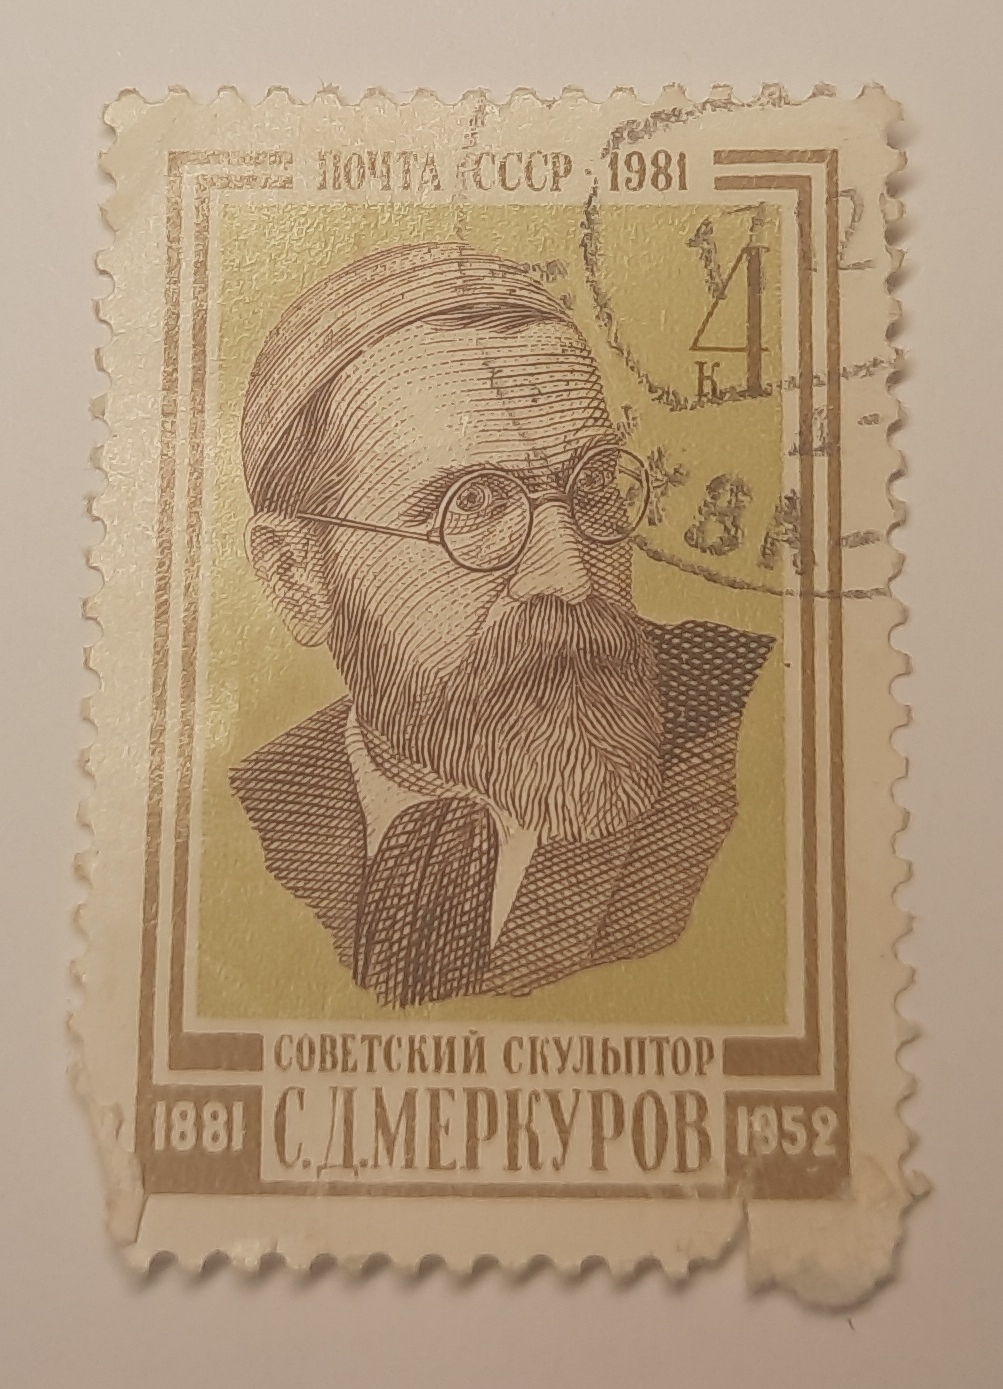 ПОЧТА СССР · 1981
4
к
СОВЕТСКИЙ СКУЛЬПТОР
1881 С.Д.МЕРКУРОВ 1952